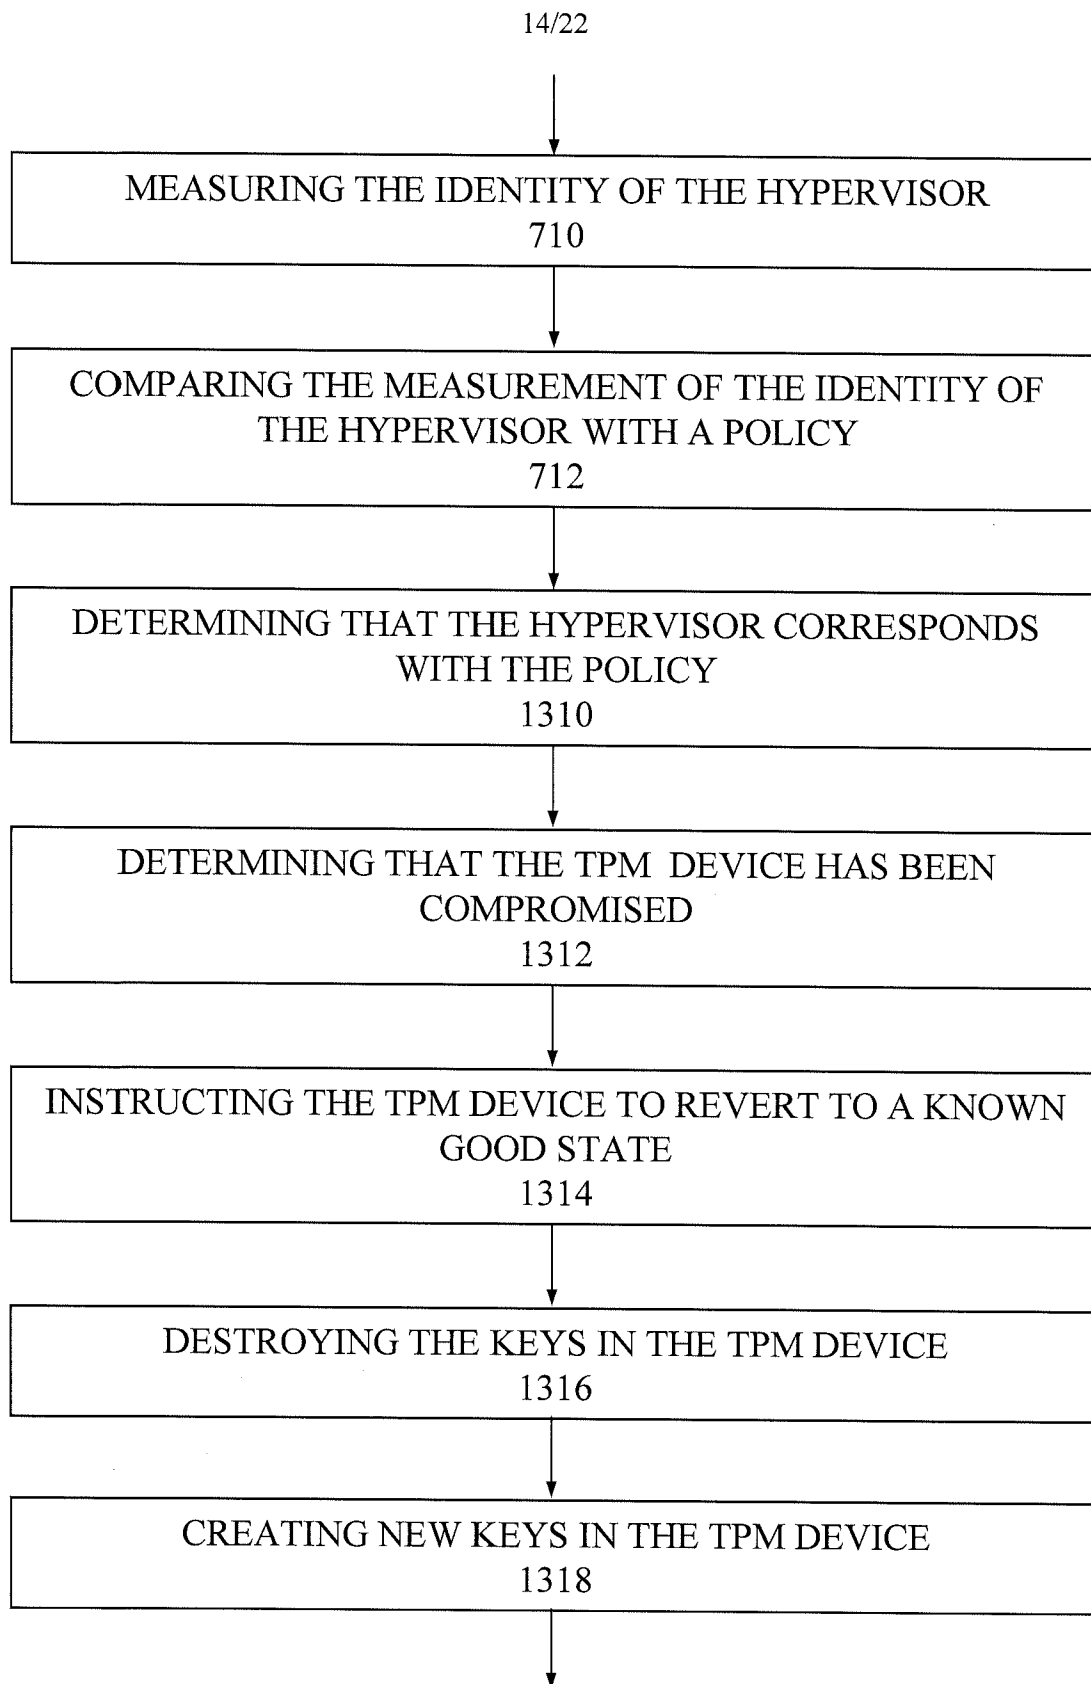 14/22
MEASURING THE IDENTITY OF THE HYPERVISOR
710
COMPARING THE MEASUREMENT OF THE IDENTITY OF
THE HYPERVISOR WITH A POLICY
712
DETERMINING THAT THE HYPERVISOR CORRESPONDS
WITH THE POLICY
1310
DETERMINING THAT THE TPM DEVICE HAS BEEN
COMPROMISED
1312
INSTRUCTING THE TPM DEVICE TO REVERT TO A KNOWN
GOOD STATE
1314
DESTROYING THE KEYS IN THE TPM DEVICE
1316
CREATING NEW KEYS IN THE TPM DEVICE
1318